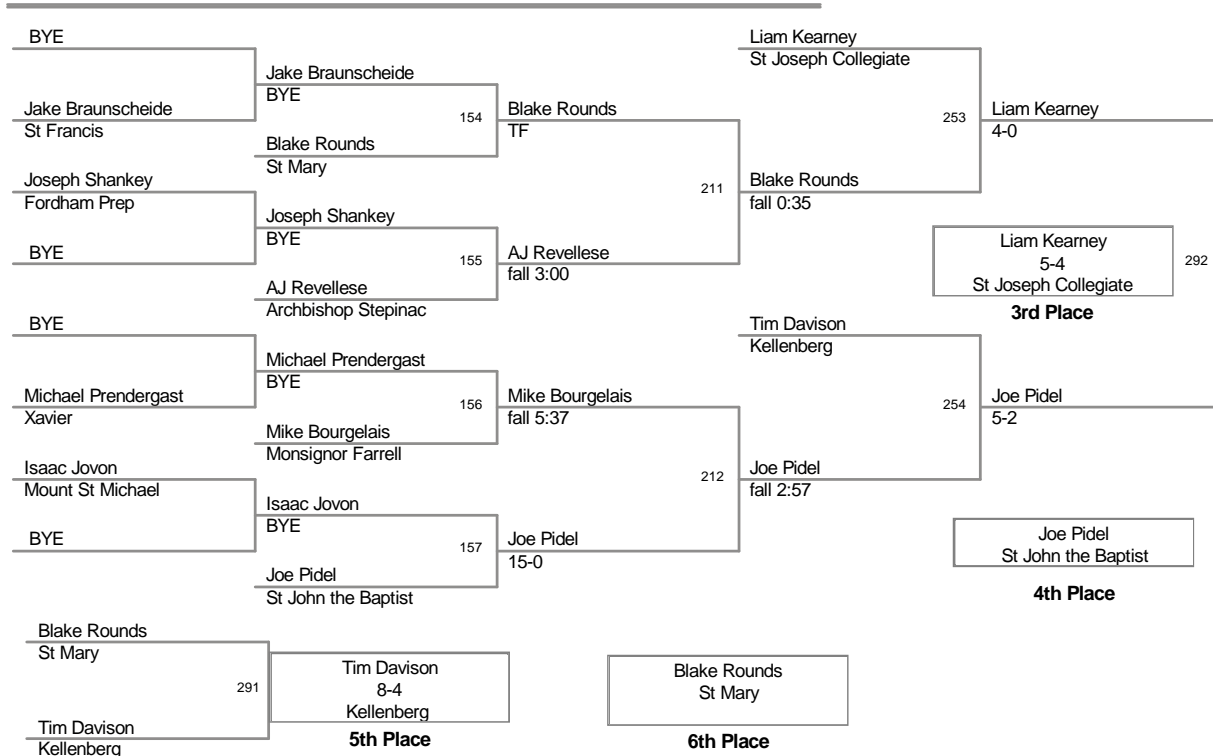 BYE
Jake Braunscheide
St Francis
Joseph Shankey
Fordham Prep
BYE
BYE
Michael Prendergast
Xavier
Isaac Jovon
Mount St Michael
BYE
Jake Braunscheide
BYE
154
Blake Rounds
St Mary
Joseph Shankey
BYE
155
AJ Revellese
Archbishop Stepinac
Michael Prendergast
BYE
156
Mike Bourgelais
Monsignor Farrell
Isaac Jovon
BYE
157
Joe Pidel
St John the Baptist
Blake Rounds
TF
211
AJ Revellese
fall 3:00
Mike Bourgelais
fall 5:37
212
Joe Pidel
15-0
Liam Kearney
St Joseph Collegiate
253
Blake Rounds
fall 0:35
Tim Davison
Kellenberg
254
Joe Pidel
fall 2:57
Liam Kearney
4-0
Liam Kearney
5-4
St Joseph Collegiate
292
3rd Place
Joe Pidel
5-2
Joe Pidel
St John the Baptist
4th Place
Blake Rounds
St Mary
291
Tim Davison
Kellenberg
Tim Davison
8-4
Kellenberg
5th Place
Blake Rounds
St Mary
6th Place